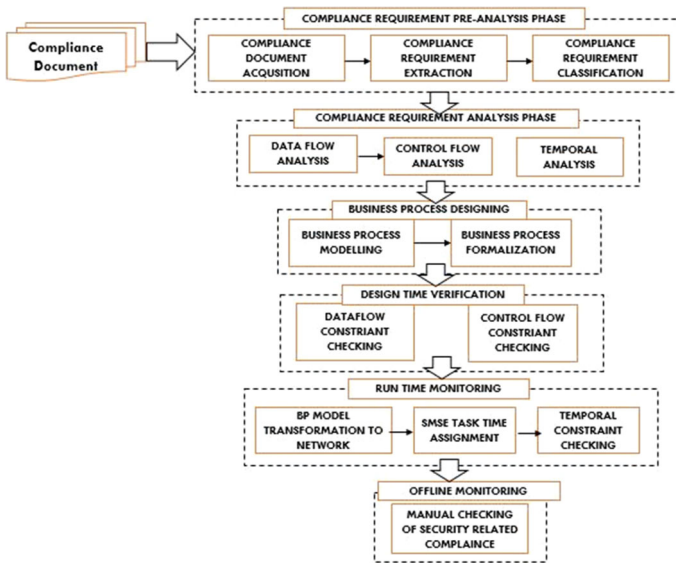 COMPLIANCE REQUIREMENT PRE-ANALYSIS PHASE
Compliance
Document
COMPLIANCE
DOCUMENT
ACQUSITION
COMPLIANCE
REQUIREMENT
EXTRACTION
COMPLIANCE
REQUIREMENT
CLASSIFICATION
COMPLIANCE REQUIREMENT ANALYSIS PHASE
DATA FLOW
ANALYSIS
CONTROL FLOW
ANALYSIS
TEMPORAL
ANALYSIS
BUSINESS PROCESS DESIGNING
BUSINESS PROCESS
MODELLING
BUSINESS PROCESS
FORMALIZATION
DESIGN TIME VERIFICATION
DATAFLOW
CONSTRIANT
CHECKING
CONTROL FLOW
CONSTRIANT
CHECKING
RUN TIME MONITORING
BP MODEL
TRANSFORMATION TO
NETWORK
SMSE TASK TIME
ASSIGNMENT
TEMPORAL
CONSTRAINT
CHECKING
OFFLINE MONITORING
MANUAL CHECKING
OF SECURITY RELATED
COMPLAINCE